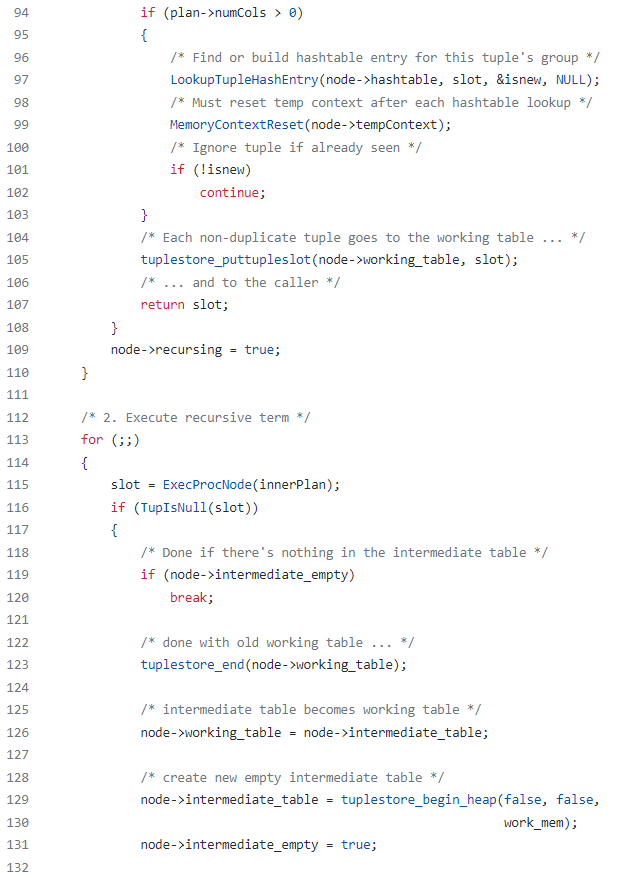 94 if (plan->numCols > 0)
95 {
96 /* Find or build hashtable entry for this tuple's group */
97 LookupTupleHashEntry(node->hashtable, slot, &isnew, NULL);
98 /* Must reset temp context after each hashtable lookup */
99 MemoryContextReset(node->tempContext);
100 /* Ignore tuple if already seen */
101 if (!isnew)
102 continue;
103 }
104 /* Each non-duplicate tuple goes to the working table ... */
105 tuplestore_puttupleslot(node->working_table, slot);
106 /* ... and to the caller */
107 return slot;
108 }
109 node->recursing = true;
110 }
111
112 /* 2. Execute recursive term */
113 for (;;)
114 {
115 slot = ExecProcNode(innerPlan);
116 if (TupIsNull(slot))
117 {
118 /* Done if there's nothing in the intermediate table */
119 if (node->intermediate_empty)
120 break;
121
122 /* done with old working table ... */
123 tuplestore_end(node->working_table);
124
125 /* intermediate table becomes working table */
126 node->working_table = node->intermediate_table;
127
128 /* create new empty intermediate table */
129 node->intermediate_table = tuplestore_begin_heap(false, false,
130 work_mem);
131 node->intermediate_empty = true;
132